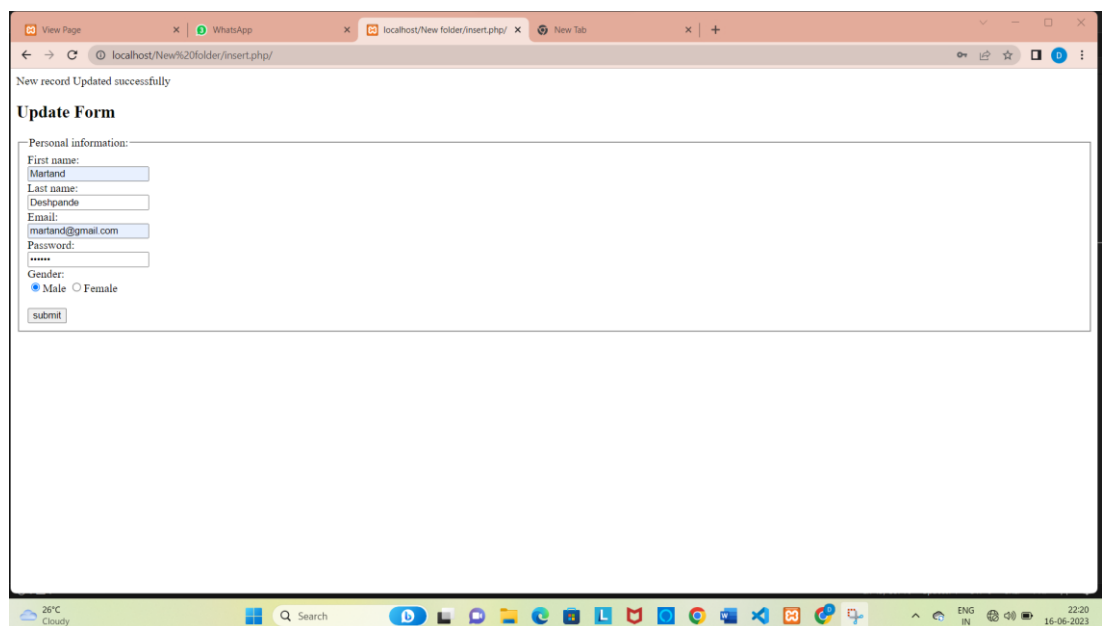 View Page
WhatsApp
localhost/New folder/insert.php/
New Tab
localhost/New%20folder/insert.php/
D
New record Updated successfully
Update Form
Personal information:
First name:
Martand
Last name:
Deshpande
Email:
martand@gmail.com
Password:
••••••
Gender:
Male Female
submit
26°C
Cloudy
Search
ENG
IN
22:20
16-06-2023